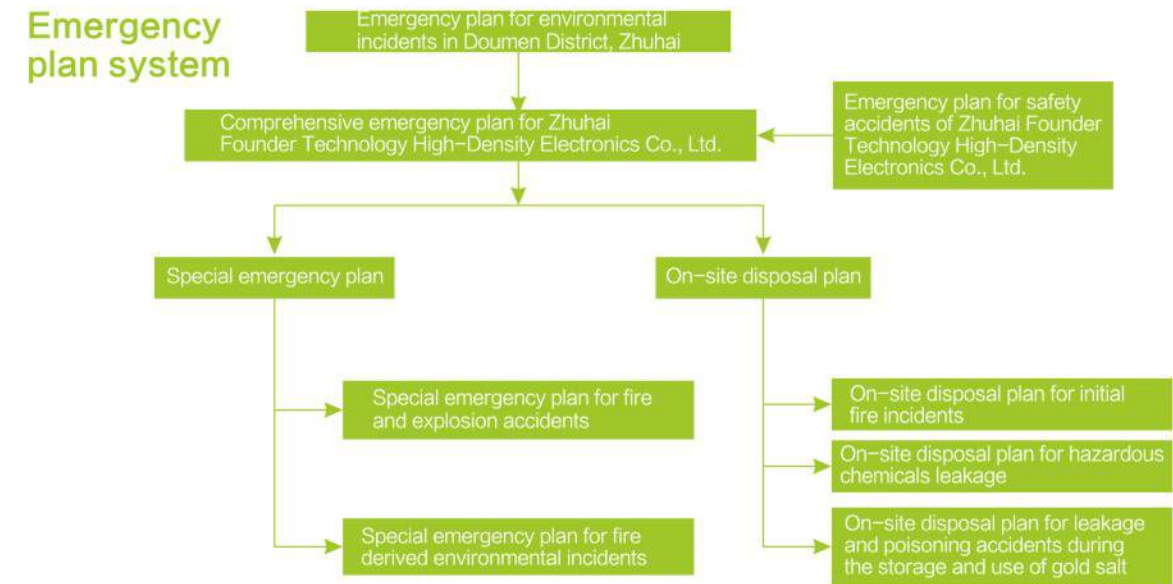 Emergency
plan system
Emergency plan for environmental
incidents in Doumen District, Zhuhai
Comprehensive emergency plan for Zhuhai
Founder Technology High-Density Electronics Co., Ltd.
Emergency plan for safety
accidents of Zhuhai Founder
Technology High-Density
Electronics Co., Ltd.
Special emergency plan
On-site disposal plan
Special emergency plan for fire
and explosion accidents
Special emergency plan for fire
derived environmental incidents
On-site disposal plan for initial
fire incidents
On-site disposal plan for hazardous
chemicals leakage
On-site disposal plan for leakage
and poisoning accidents during
the storage and use of gold salt